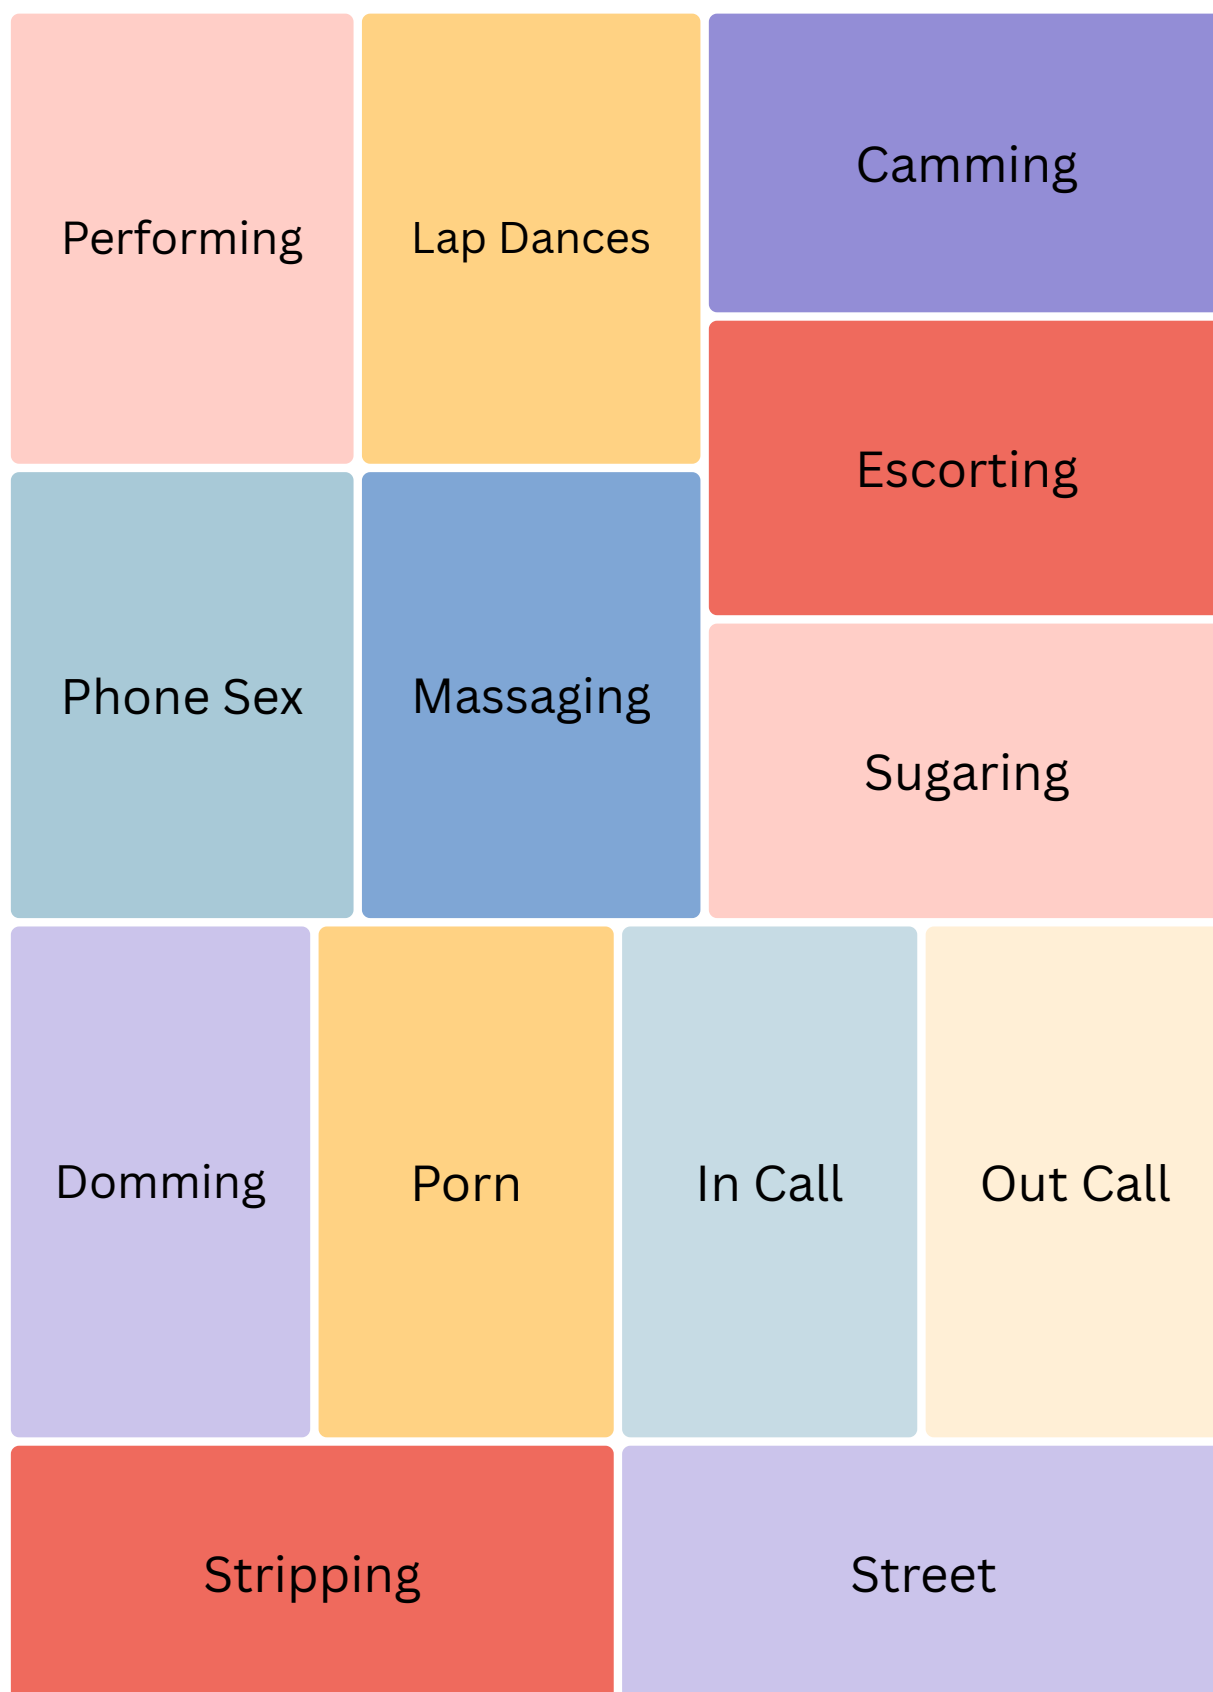 Performing
Lap Dances
Camming
Escorting
Phone Sex
Massaging
Sugaring
Domming
Porn
In Call
Out Call
Stripping
Street